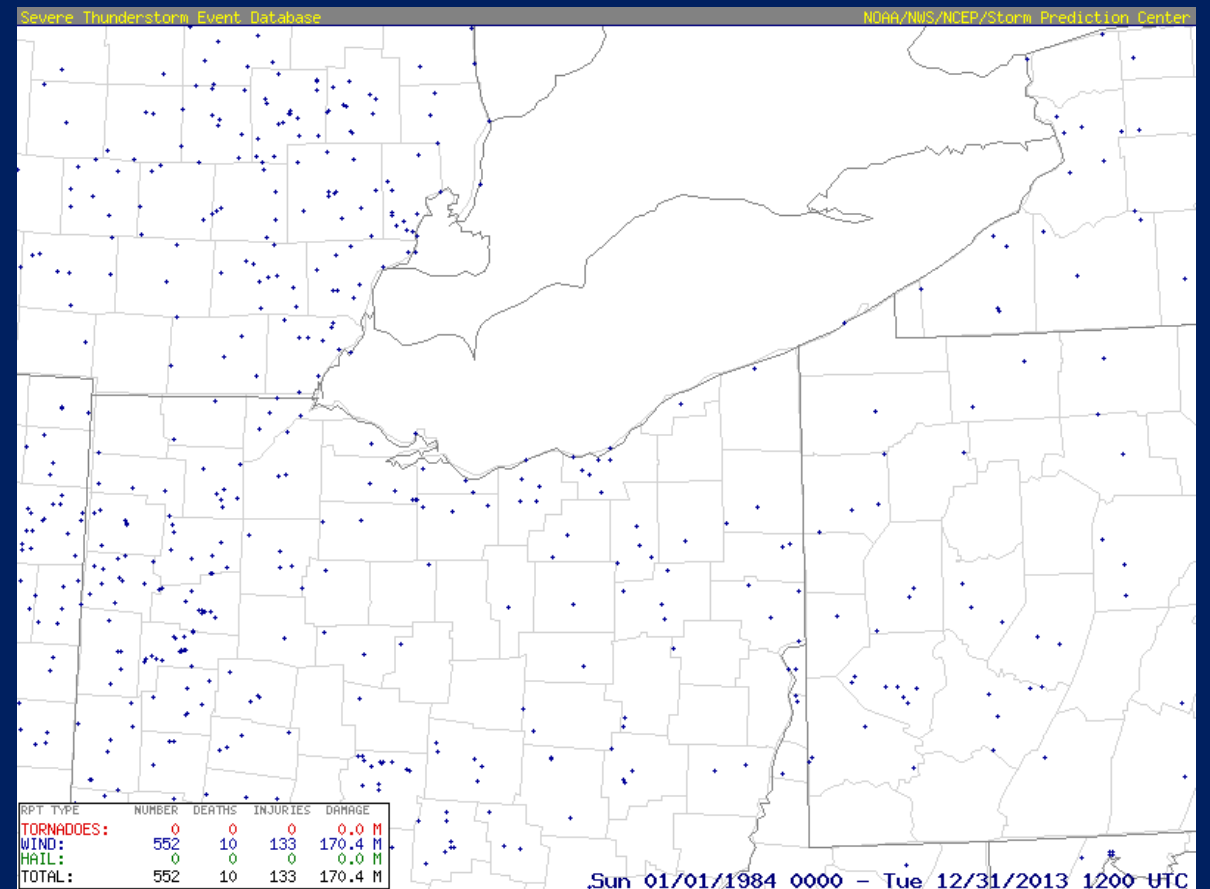 Severe Thunderstorm Event Database NOAA/NWS/NCEP/Storm Prediction Center
RPT TYPE NUMBER DEATHS INJURIES DAMAGE
TORNADOES: 0 0 0 0.0 M
WIND: 552 10 133 170.4 M
HAIL: 0 0 0 0.0 M
TOTAL: 552 10 133 170.4 M
Sun 01/01/1984 0000 – Tue 12/31/2013 1200 UTC